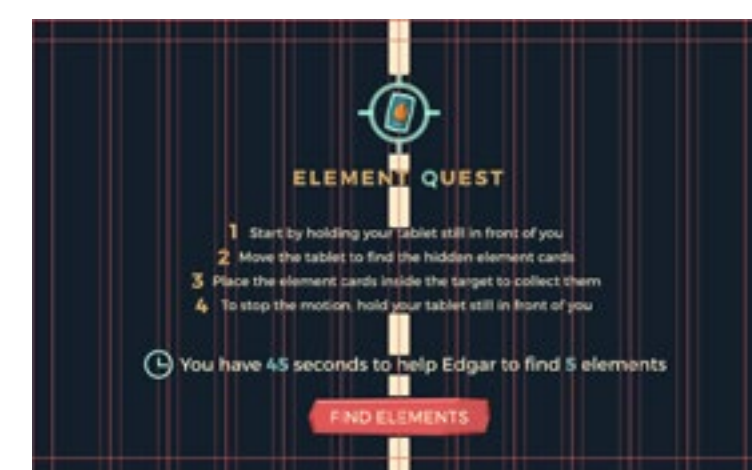 ELEMENT QUEST
1 Start by holding your tablet still in front of you
2 Move the tablet to find the hidden element cards
3 Place the element cards inside the target to collect them
4 To stop the motion, hold your tablet still in front of you
You have 45 seconds to help Edgar to find 5 elements
FIND ELEMENTS